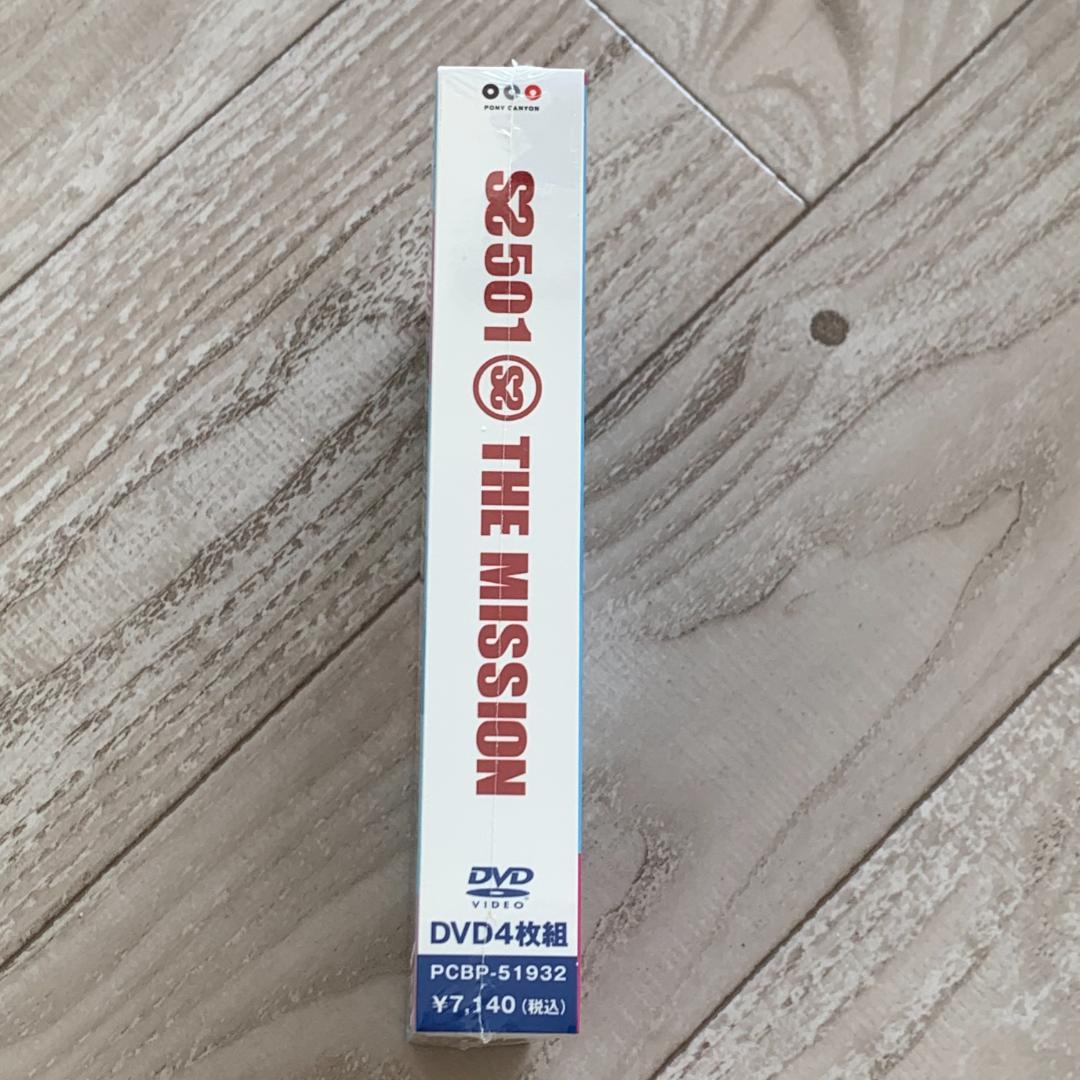 PONY CANYON
SS501 SS THE MISSION
DVD
VIDEO
DVD4枚組
PCBP-51932
¥7,140(税込)